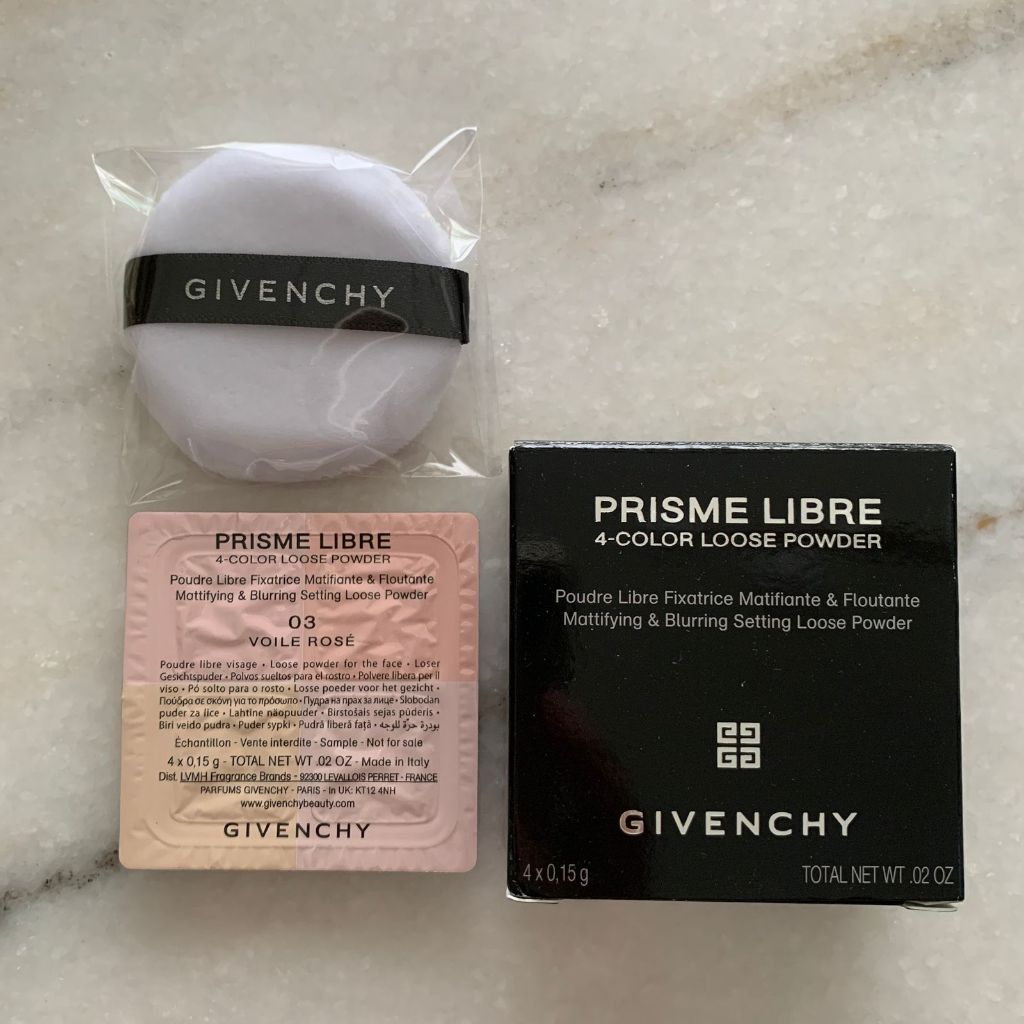 GIVENCHY
PRISME LIBRE
4-COLOR LOOSE POWDER
Poudre Libre Fixatrice Matifiante & Floutante
Mattifying & Blurring Setting Loose Powder
03
VOILE ROSÉ
Poudre libre visage • Loose powder for the face • Loser
Gesichtspuder • Polvos sueltos para el rostro • Polvere libera per il
viso • Pó solto para o rosto • Losse poeder voor het gezicht •
Πούδρα σε σκόνη για το πρόσωπο • Пудра на прах за лице • Slobodan
puder za lice • Lahtine näopuuder • Birstošais sejas pūderis •
Biri veido pudra • Puder sypki • Pudră liberă față • بودرة حرّة للوجه
Échantillon - Vente interdite - Sample - Not for sale
4 x 0,15 g - TOTAL NET WT .02 OZ - Made in Italy
Dist. LVMH Fragrance Brands - 92300 LEVALLOIS PERRET - FRANCE
PARFUMS GIVENCHY - PARIS - In UK: KT12 4NH
www.givenchybeauty.com
GIVENCHY
PRISME LIBRE
4-COLOR LOOSE POWDER
Poudre Libre Fixatrice Matifiante & Floutante
Mattifying & Blurring Setting Loose Powder
GIVENCHY
4 x 0,15 g TOTAL NET WT .02 OZ